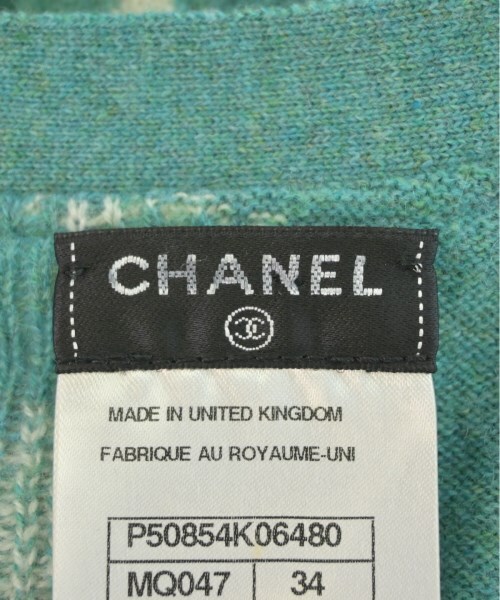 CHANEL
MADE IN UNITED KINGDOM
FABRIQUE AU ROYAUME-UNI
P50854K06480
MQ047 34